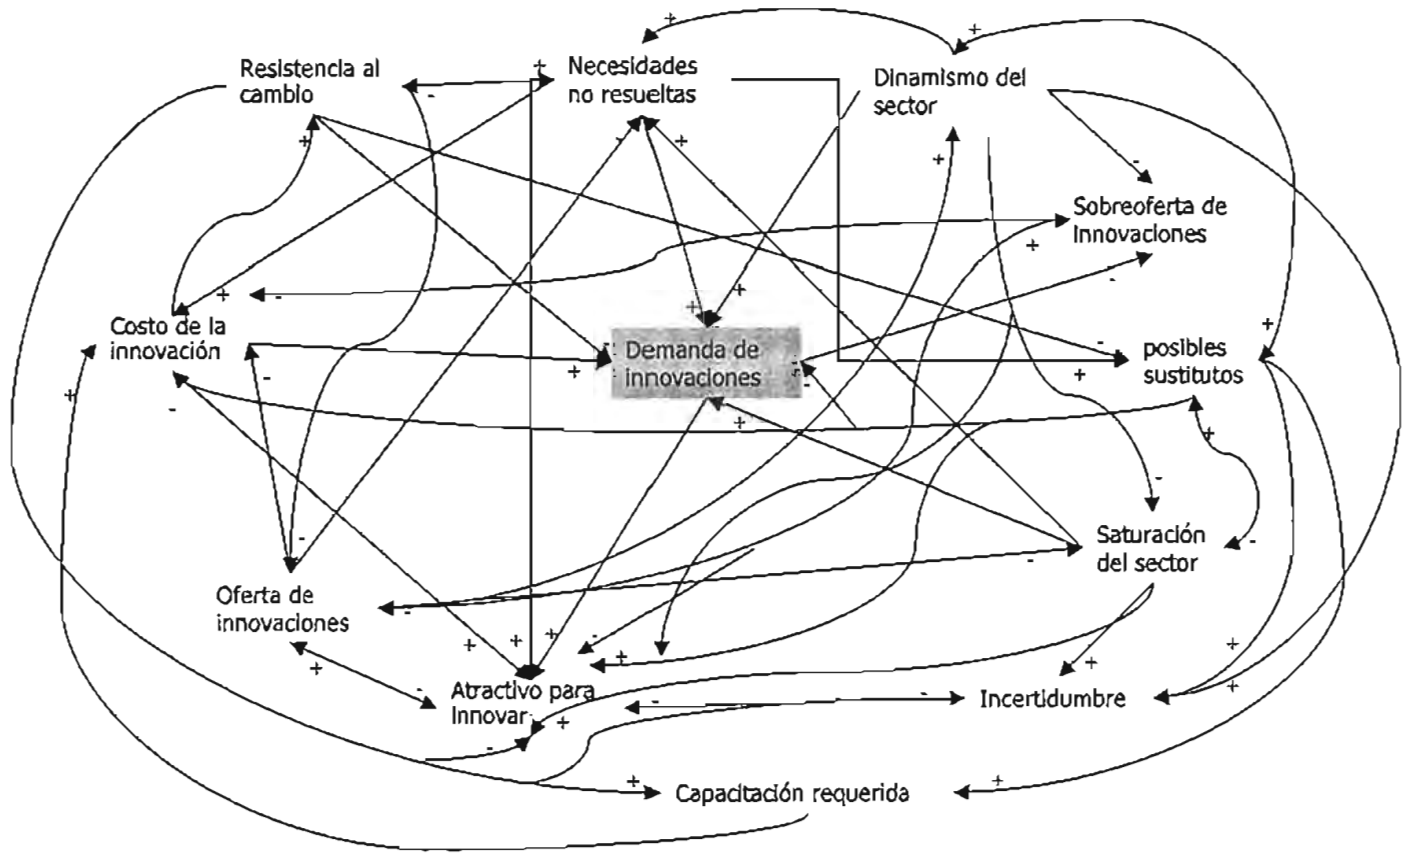 Resistencia al
cambio
Necesidades
no resueltas
Dinamismo del
sector
Sobreoferta de
innovaciones
Costo de la
innovación
Demanda de
innovaciones
posibles
sustitutos
Saturación
del sector
Oferta de
innovaciones
Atractivo para
innovar
Incertidumbre
Capacitación requerida